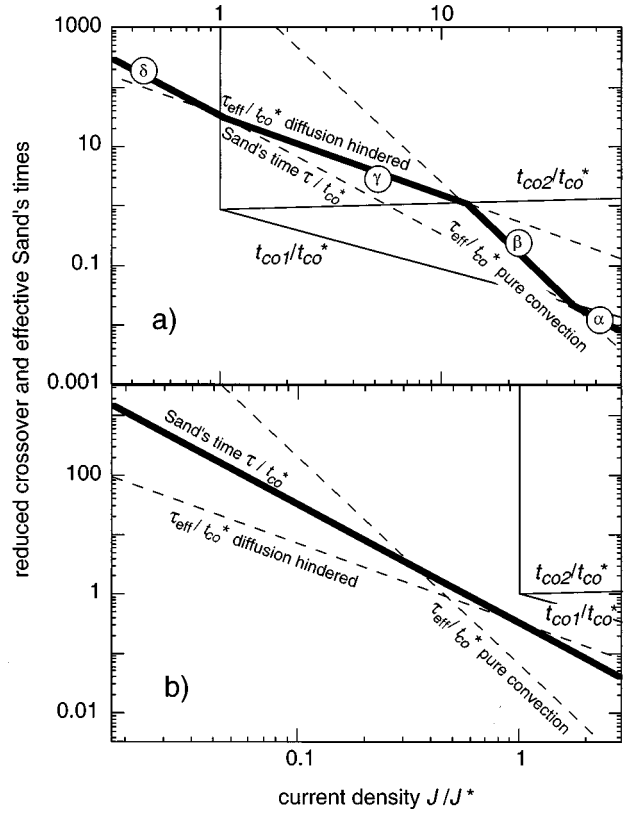 1 10
1000
δ
10
τeff / tco* diffusion hindered
Sand's time τ / tco*
γ
tco2/tco*
0.1
tco1/tco*
τeff / tco* pure convection
β
α
a)
0.001
reduced crossover and effective Sand's times
100
Sand's time τ / tco*
τeff / tco* diffusion hindered
1
tco2/tco*
tco1/tco*
τeff / tco* pure convection
b)
0.01
0.1 1
current density J/J*